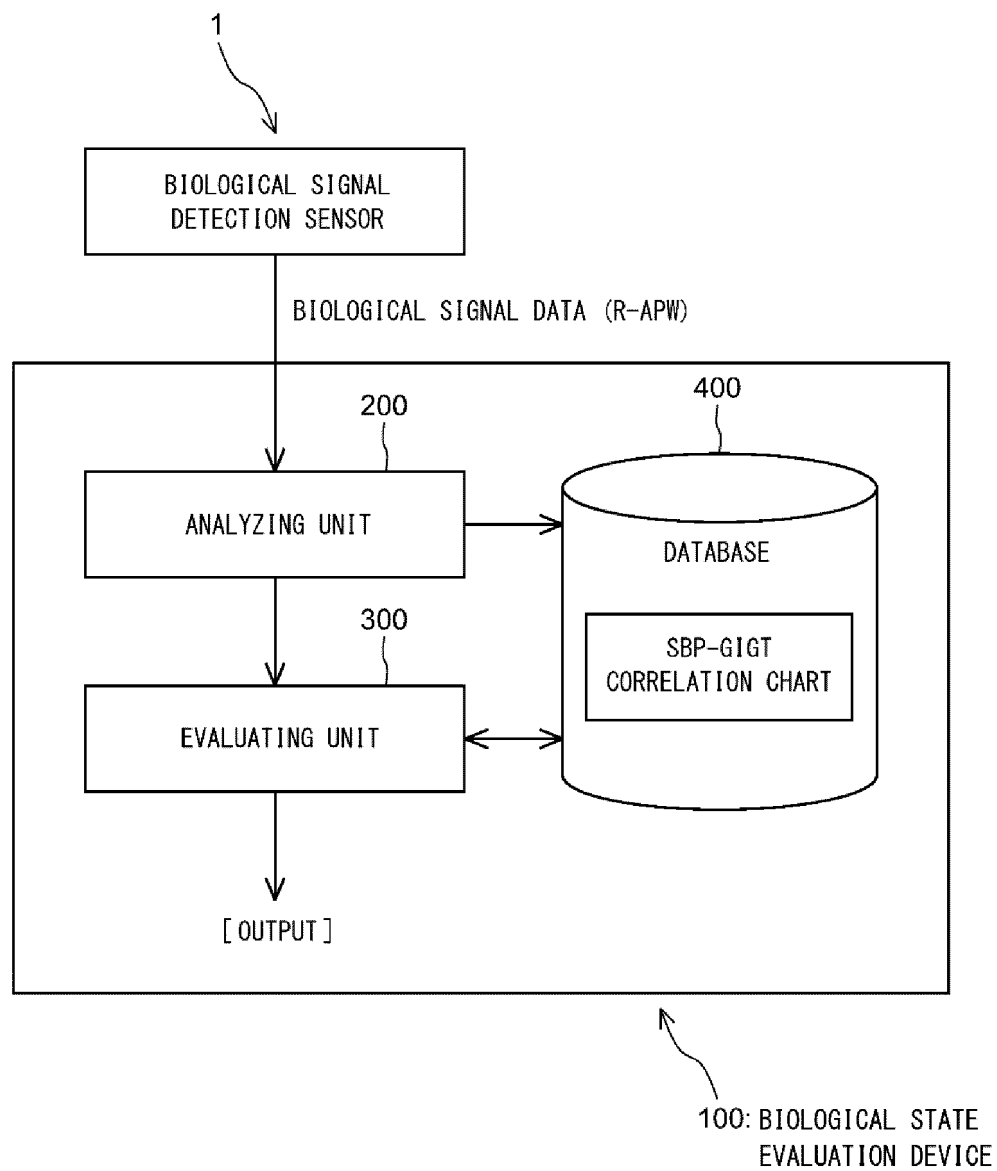 1
BIOLOGICAL SIGNAL
DETECTION SENSOR
BIOLOGICAL SIGNAL DATA (R-APW)
200
400
ANALYZING UNIT
DATABASE
300
SBP-GIGT
CORRELATION CHART
EVALUATING UNIT
[OUTPUT]
100: BIOLOGICAL STATE
EVALUATION DEVICE